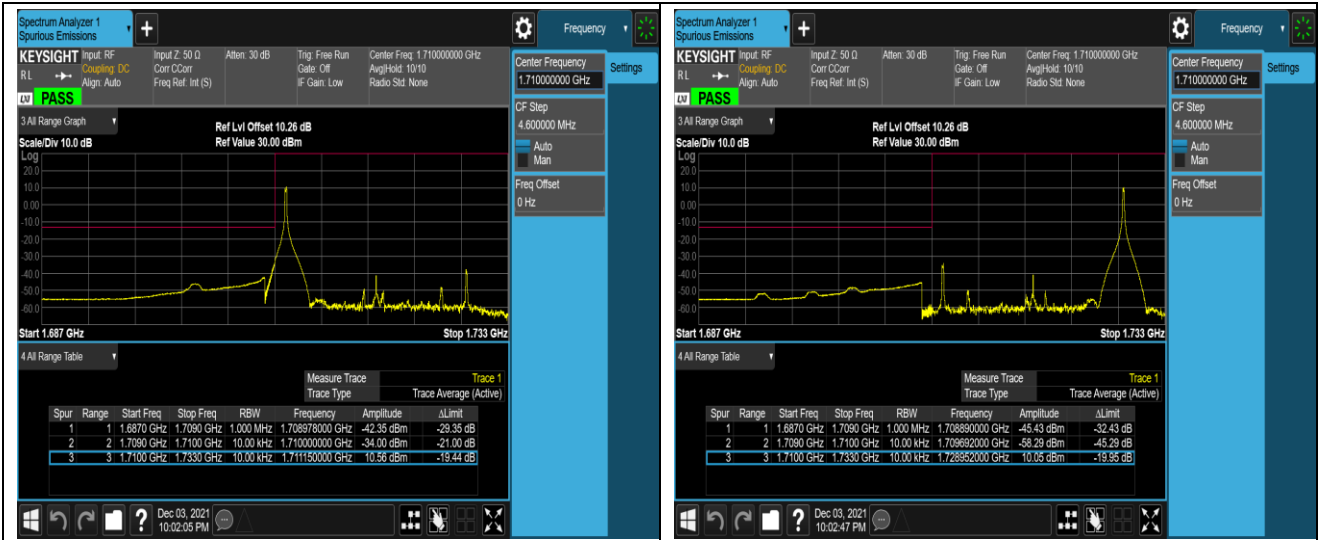 Spectrum Analyzer 1
Spurious Emissions
+
Frequency
KEYSIGHT Input: RF Input Z: 50 Ω Atten: 30 dB Trig: Free Run Center Freq: 1.710000000 GHz
Coupling: DC Corr CCorr Gate: Off Avg|Hold: 10/10
RL Align: Auto Freq Ref: Int (S) IF Gain: Low Radio Std: None
LXI PASS
Center Frequency
1.710000000 GHz
Settings
CF Step
4.600000 MHz
Auto
Man
Freq Offset
0 Hz
3 All Range Graph
Ref Lvl Offset 10.26 dB
Scale/Div 10.0 dB Ref Value 30.00 dBm
Log
20.0
10.0
0.00
-10.0
-20.0
-30.0
-40.0
-50.0
-60.0
Start 1.687 GHz Stop 1.733 GHz
4 All Range Table
Measure Trace Trace 1
Trace Type Trace Average (Active)
Spur Range Start Freq Stop Freq RBW Frequency Amplitude ΔLimit
1 1 1.6870 GHz 1.7090 GHz 1.000 MHz 1.708978000 GHz -42.35 dBm -29.35 dB
2 2 1.7090 GHz 1.7100 GHz 10.00 kHz 1.710000000 GHz -34.00 dBm -21.00 dB
3 3 1.7100 GHz 1.7330 GHz 10.00 kHz 1.711150000 GHz 10.56 dBm -19.44 dB
? Dec 03, 2021
10:02:05 PM
Spectrum Analyzer 1
Spurious Emissions
+
Frequency
KEYSIGHT Input: RF Input Z: 50 Ω Atten: 30 dB Trig: Free Run Center Freq: 1.710000000 GHz
Coupling: DC Corr CCorr Gate: Off Avg|Hold: 10/10
RL Align: Auto Freq Ref: Int (S) IF Gain: Low Radio Std: None
LXI PASS
Center Frequency
1.710000000 GHz
Settings
CF Step
4.600000 MHz
Auto
Man
Freq Offset
0 Hz
3 All Range Graph
Ref Lvl Offset 10.26 dB
Scale/Div 10.0 dB Ref Value 30.00 dBm
Log
20.0
10.0
0.00
-10.0
-20.0
-30.0
-40.0
-50.0
-60.0
Start 1.687 GHz Stop 1.733 GHz
4 All Range Table
Measure Trace Trace 1
Trace Type Trace Average (Active)
Spur Range Start Freq Stop Freq RBW Frequency Amplitude ΔLimit
1 1 1.6870 GHz 1.7090 GHz 1.000 MHz 1.708890000 GHz -45.43 dBm -32.43 dB
2 2 1.7090 GHz 1.7100 GHz 10.00 kHz 1.709692000 GHz -58.29 dBm -45.29 dB
3 3 1.7100 GHz 1.7330 GHz 10.00 kHz 1.728952000 GHz 10.05 dBm -19.95 dB
? Dec 03, 2021
10:02:47 PM